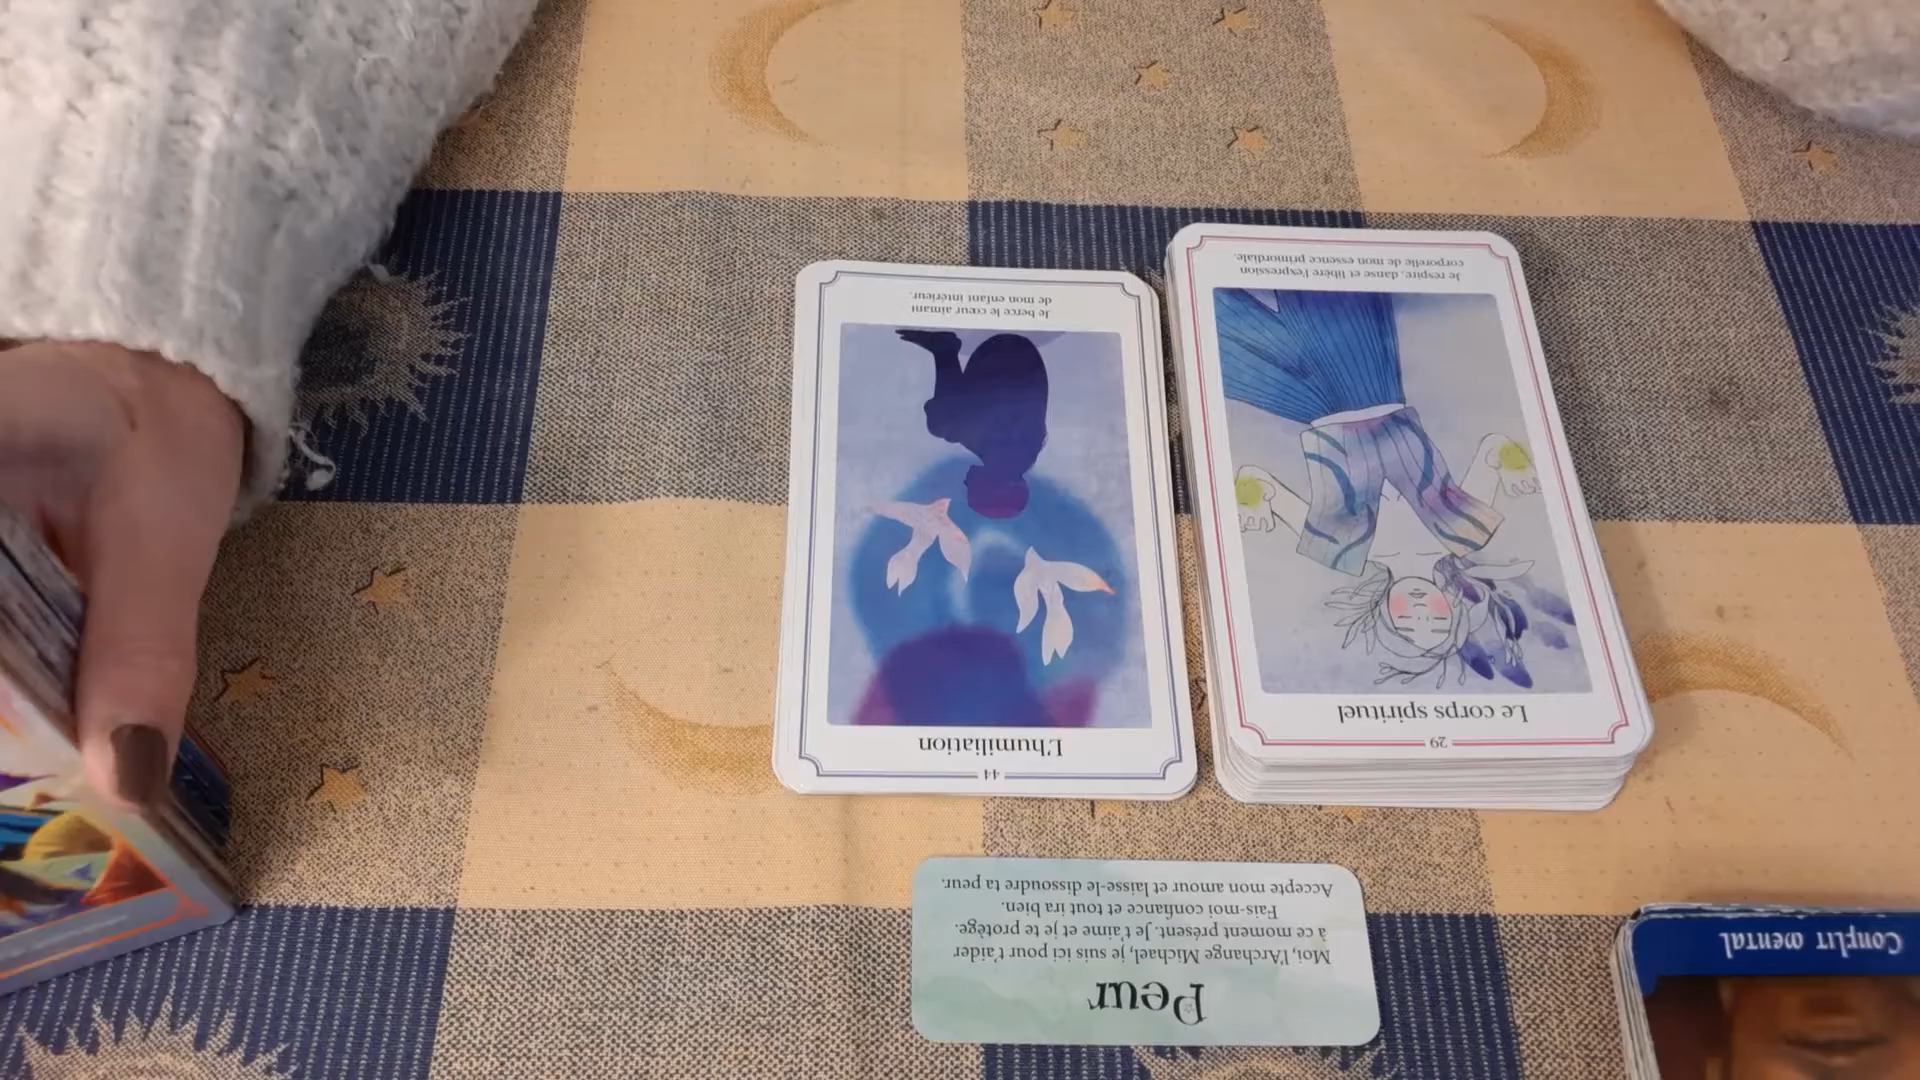 44
L'humiliation
Je berce le cœur aimant
de mon enfant intérieur.
29
Le corps spirituel
Je respire, danse et libère l'expression
corporelle de mon essence primordiale.
Peur
Moi, l'Archange Michael, je suis ici pour t'aider
à ce moment présent. Je t'aime et je te protège.
Fais-moi confiance et tout ira bien.
Accepte mon amour et laisse-le dissoudre ta peur.
Conflit mental